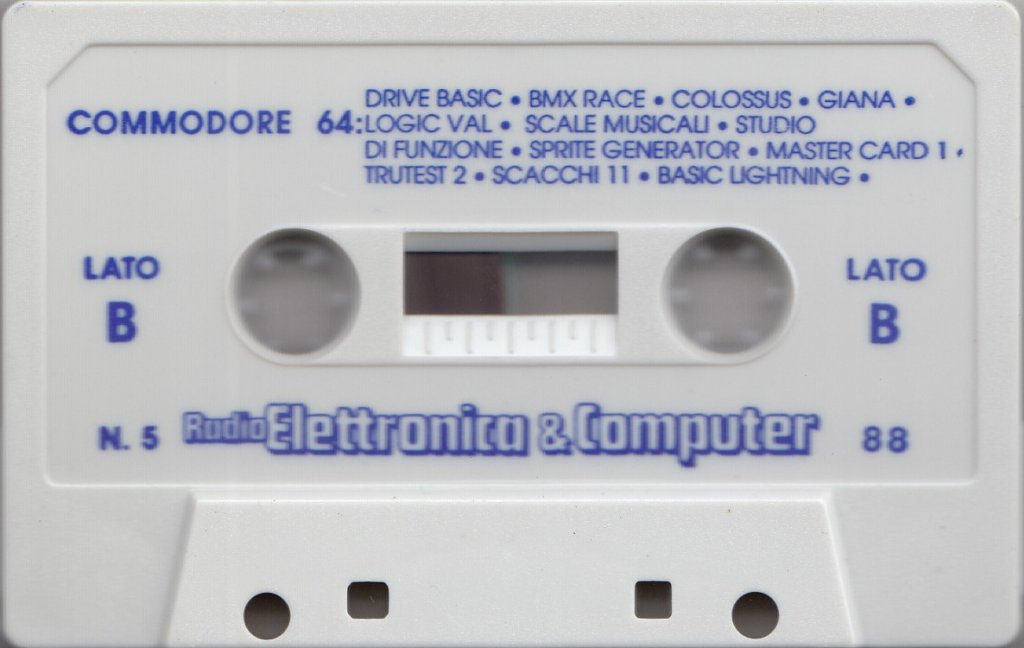 DRIVE BASIC • BMX RACE • COLOSSUS • GIANA •
COMMODORE 64: LOGIC VAL • SCALE MUSICALI • STUDIO
DI FUNZIONE • SPRITE GENERATOR • MASTER CARD 1 •
TRUTEST 2 • SCACCHI 11 • BASIC LIGHTNING •
LATO
B
LATO
B
N. 5 Radio Elettronica & Computer 88